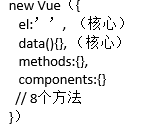 new Vue（{
el:’ ’，（核心）
data(){}, （核心）
methods:{},
components:{}
// 8个方法
}）